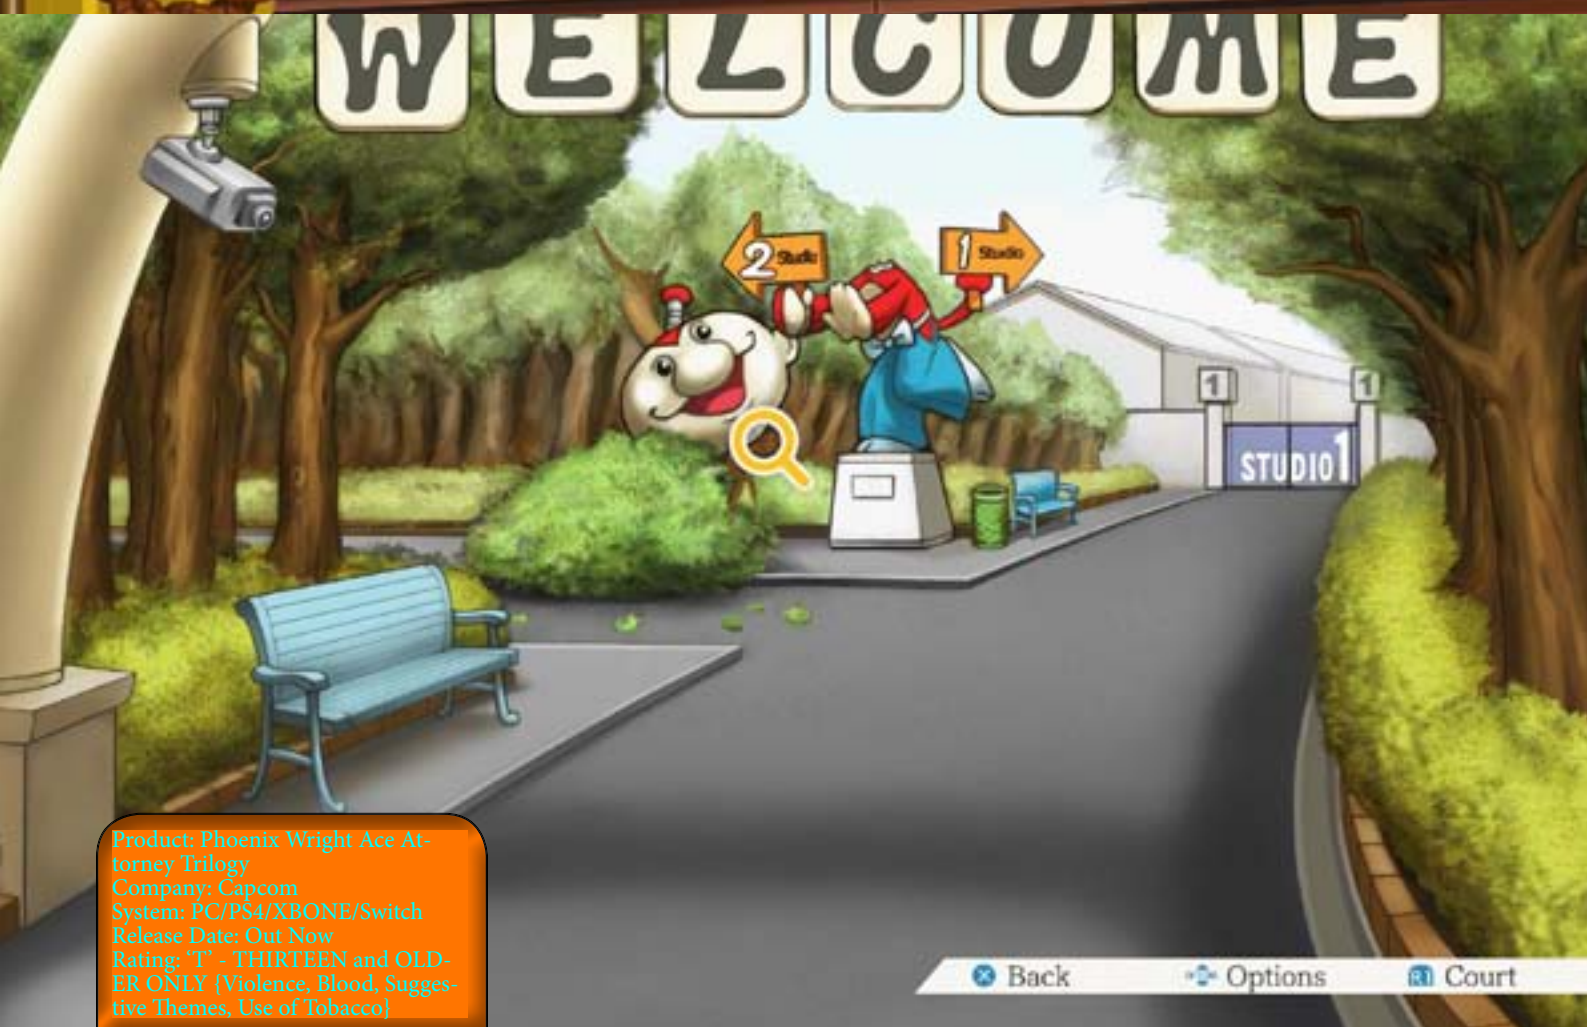 WELCOME
2 Studio
1 Studio
1
1
STUDIO1
Product: Phoenix Wright Ace At-
torney Trilogy
Company: Capcom
System: PC/PS4/XBONE/Switch
Release Date: Out Now
Rating: ‘T’ - THIRTEEN and OLD-
ER ONLY {Violence, Blood, Sugges-
tive Themes, Use of Tobacco}
Back
Options
R1 Court